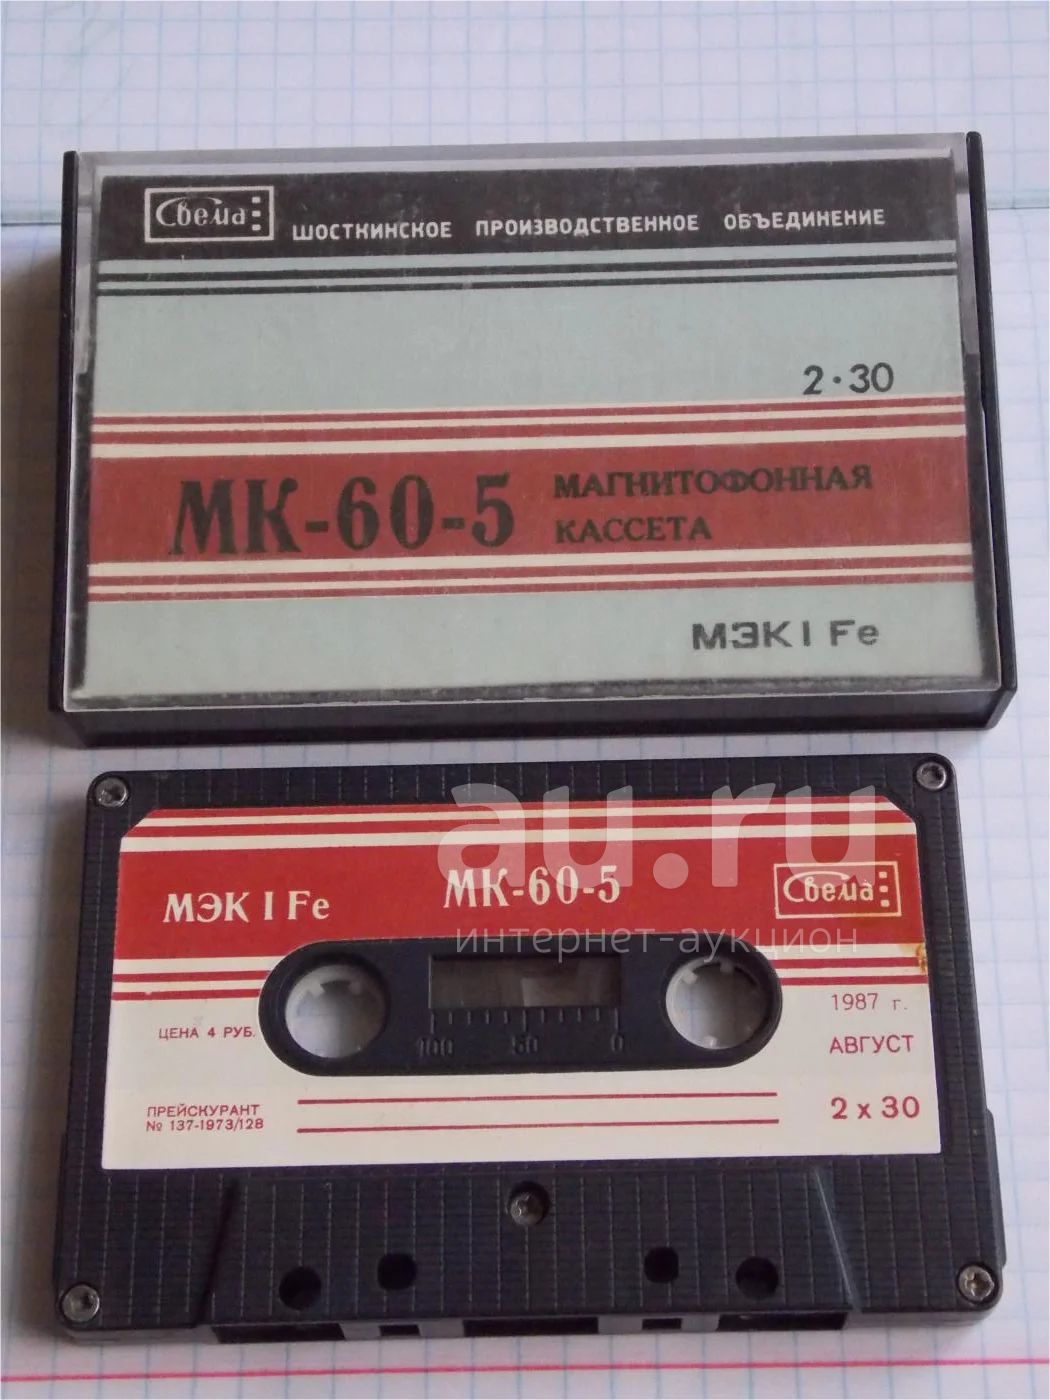 Свема
ШОСТКИНСКОЕ ПРОИЗВОДСТВЕННОЕ ОБЪЕДИНЕНИЕ
2·30
МК-60-5
МАГНИТОФОННАЯ
КАССЕТА
МЭК I Fe
au.ru
интернет-аукцион
МЭК I Fe
МК-60-5
Свема
ЦЕНА 4 РУБ.
100 50 0
1987 г.
АВГУСТ
ПРЕЙСКУРАНТ
№ 137-1973/128
2 x 30